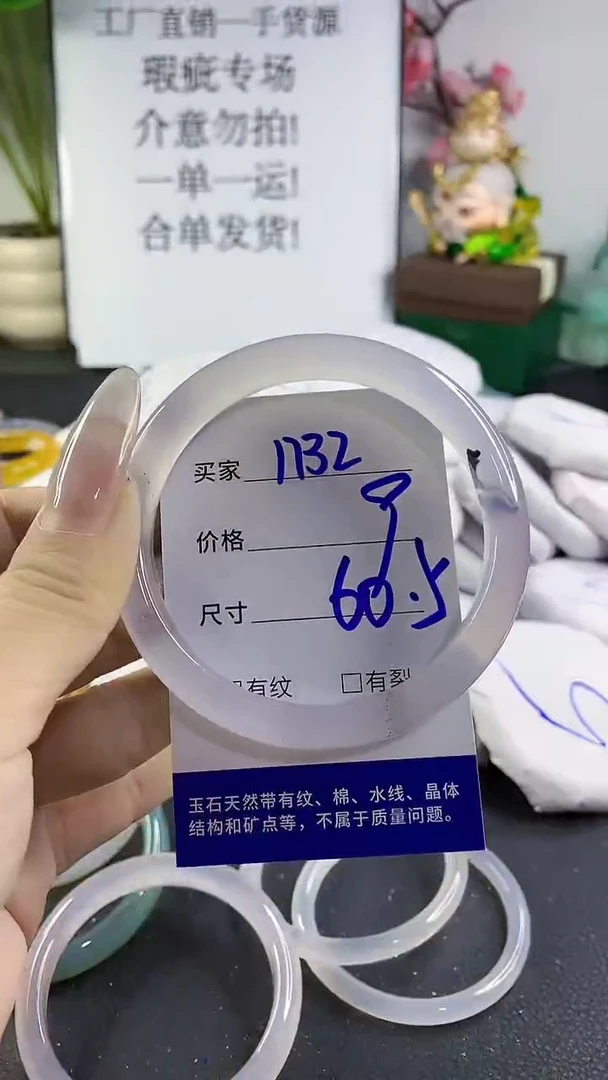 工厂直销一手货源
瑕疵专场
介意勿拍!
一单一运!
合单发货!
买家 1132
价格
尺寸 60.5
有纹 □有裂
玉石天然带有纹、棉、水线、晶体
结构和矿点等，不属于质量问题。